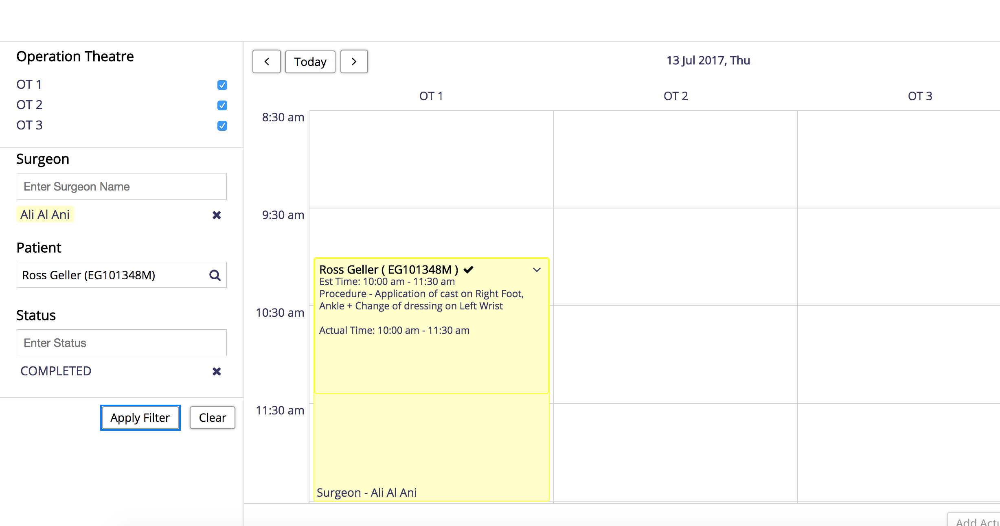 Operation Theatre
OT 1
OT 2
OT 3
Surgeon
Enter Surgeon Name
Ali Al Ani
Patient
Ross Geller (EG101348M)
Status
Enter Status
COMPLETED
Apply Filter
Clear
Today
13 Jul 2017, Thu
OT 1
OT 2
OT 3
8:30 am
9:30 am
10:30 am
11:30 am
Ross Geller ( EG101348M )
Est Time: 10:00 am - 11:30 am
Procedure - Application of cast on Right Foot,
Ankle + Change of dressing on Left Wrist
Actual Time: 10:00 am - 11:30 am
Surgeon - Ali Al Ani
Add